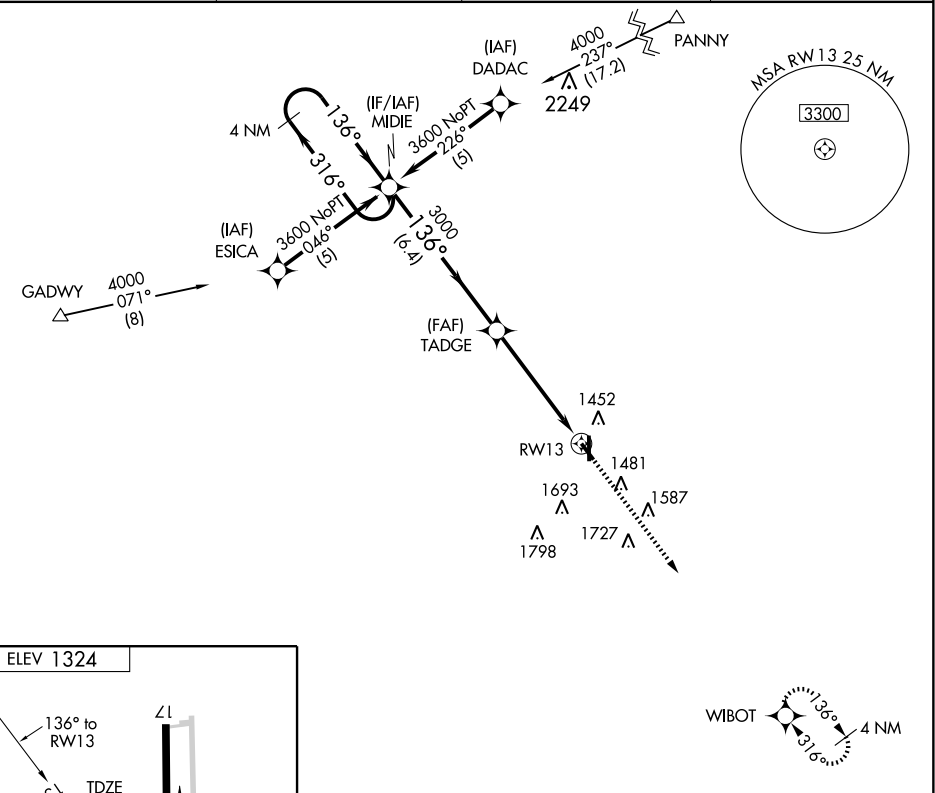 (IAF)
DADAC
4000
237°
(17.2)
PANNY
2249
MSA RW13 25 NM
3300
(IF/IAF)
MIDIE
4 NM
136°
316°
3600 NoPT
226°
(5)
(IAF)
ESICA
3600 NoPT
046°
(5)
GADWY
4000
071°
(8)
3000
136°
(6.4)
(FAF)
TADGE
1452
RW13
1481
1693
1587
1727
1798
WIBOT
136°
316°
4 NM
ELEV 1324
136° to
RW13
17
TDZE